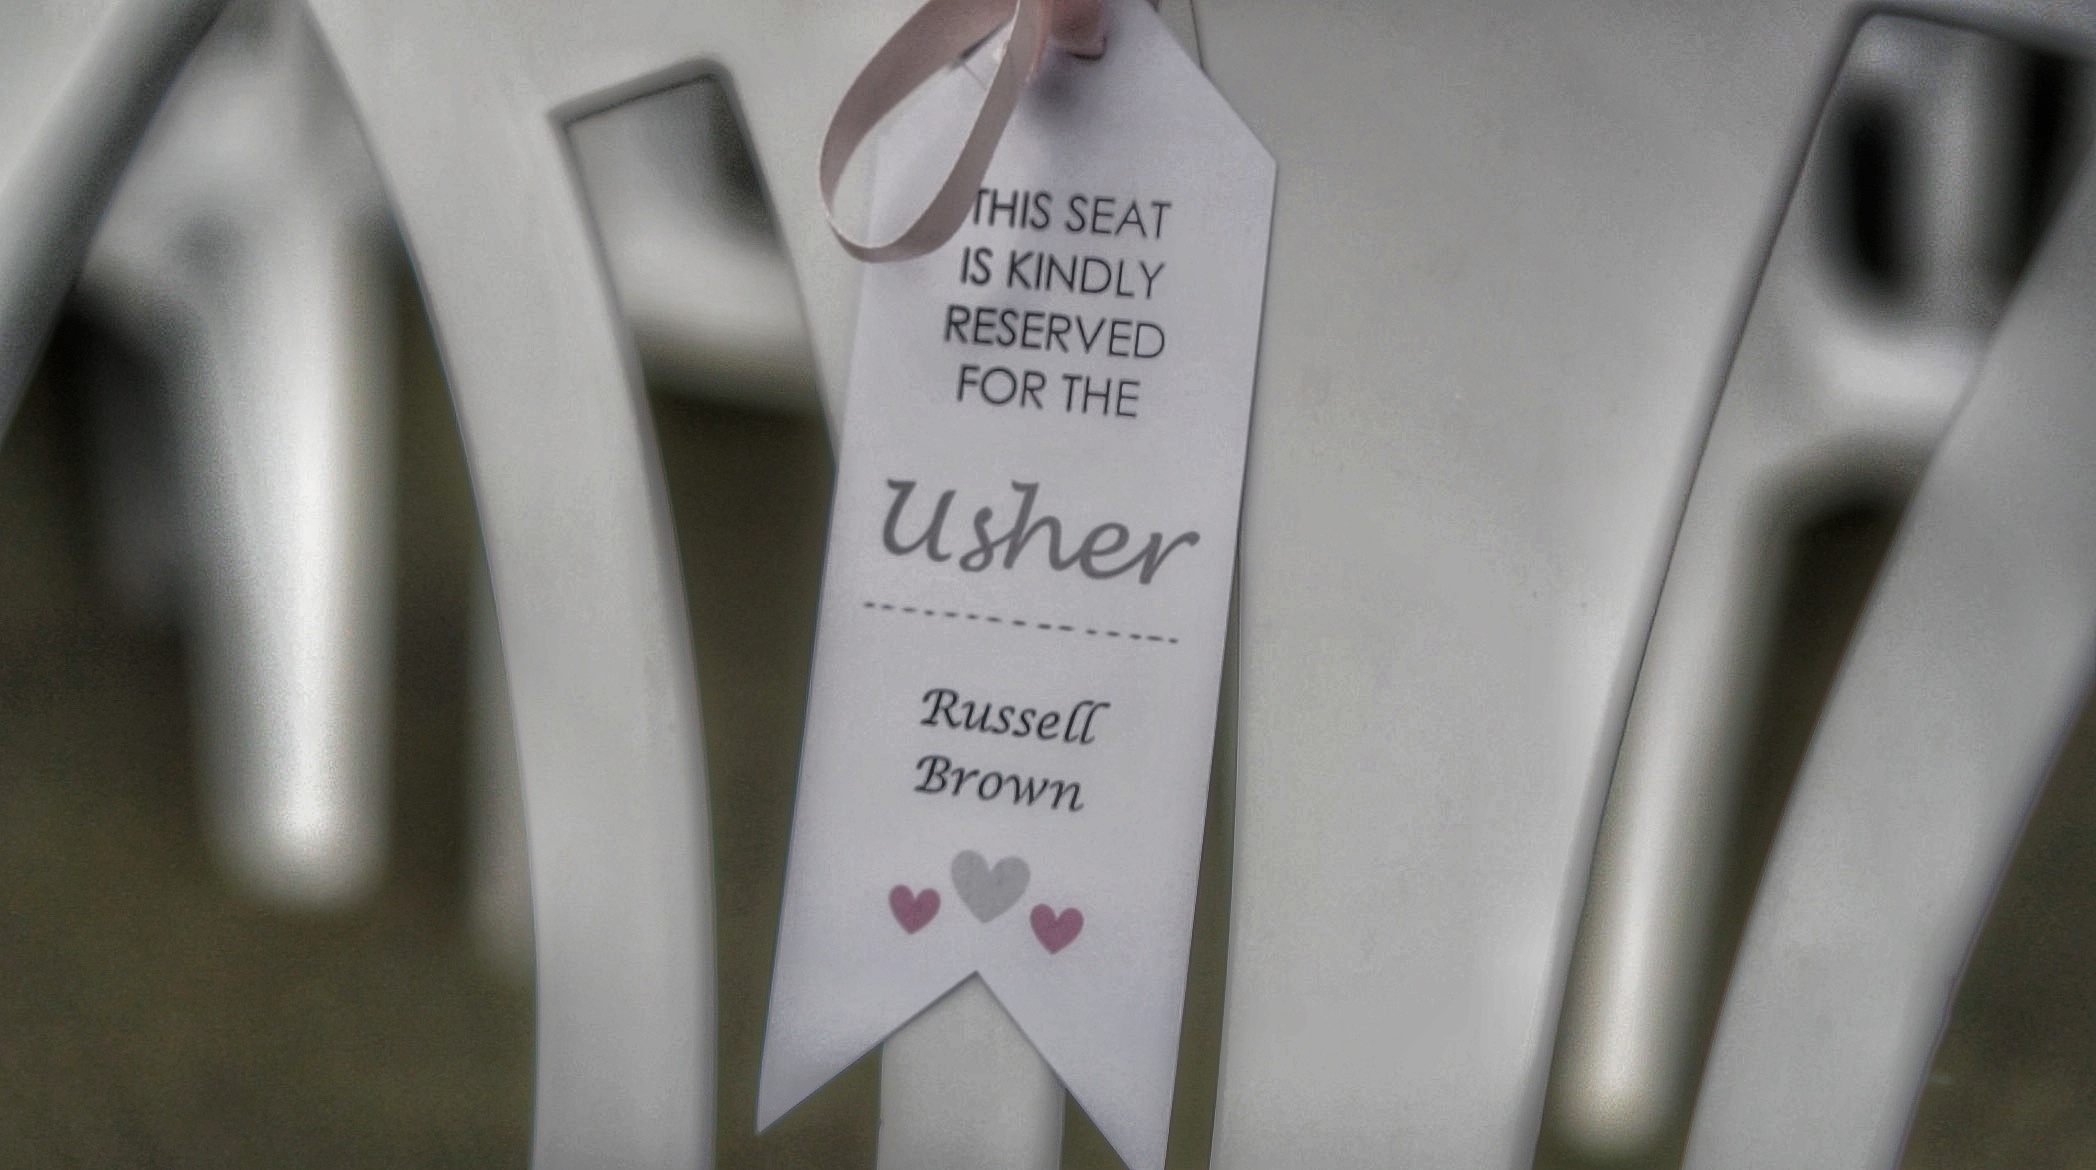 THIS SEAT
IS KINDLY
RESERVED
FOR THE
Usher
Russell
Brown